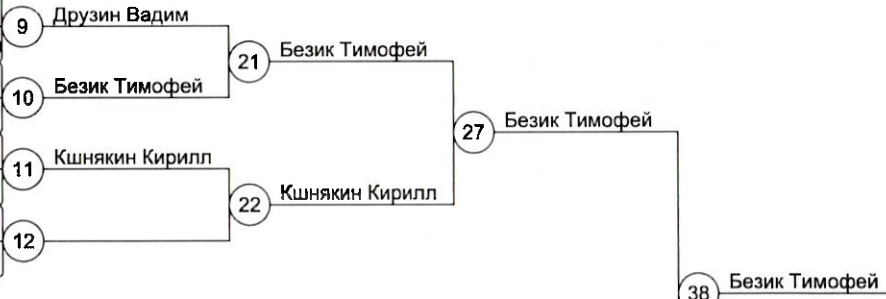 9 Друзин Вадим
21 Безик Тимофей
10 Безик Тимофей
27 Безик Тимофей
11 Кшнякин Кирилл
22 Кшнякин Кирилл
12
38 Безик Тимофей